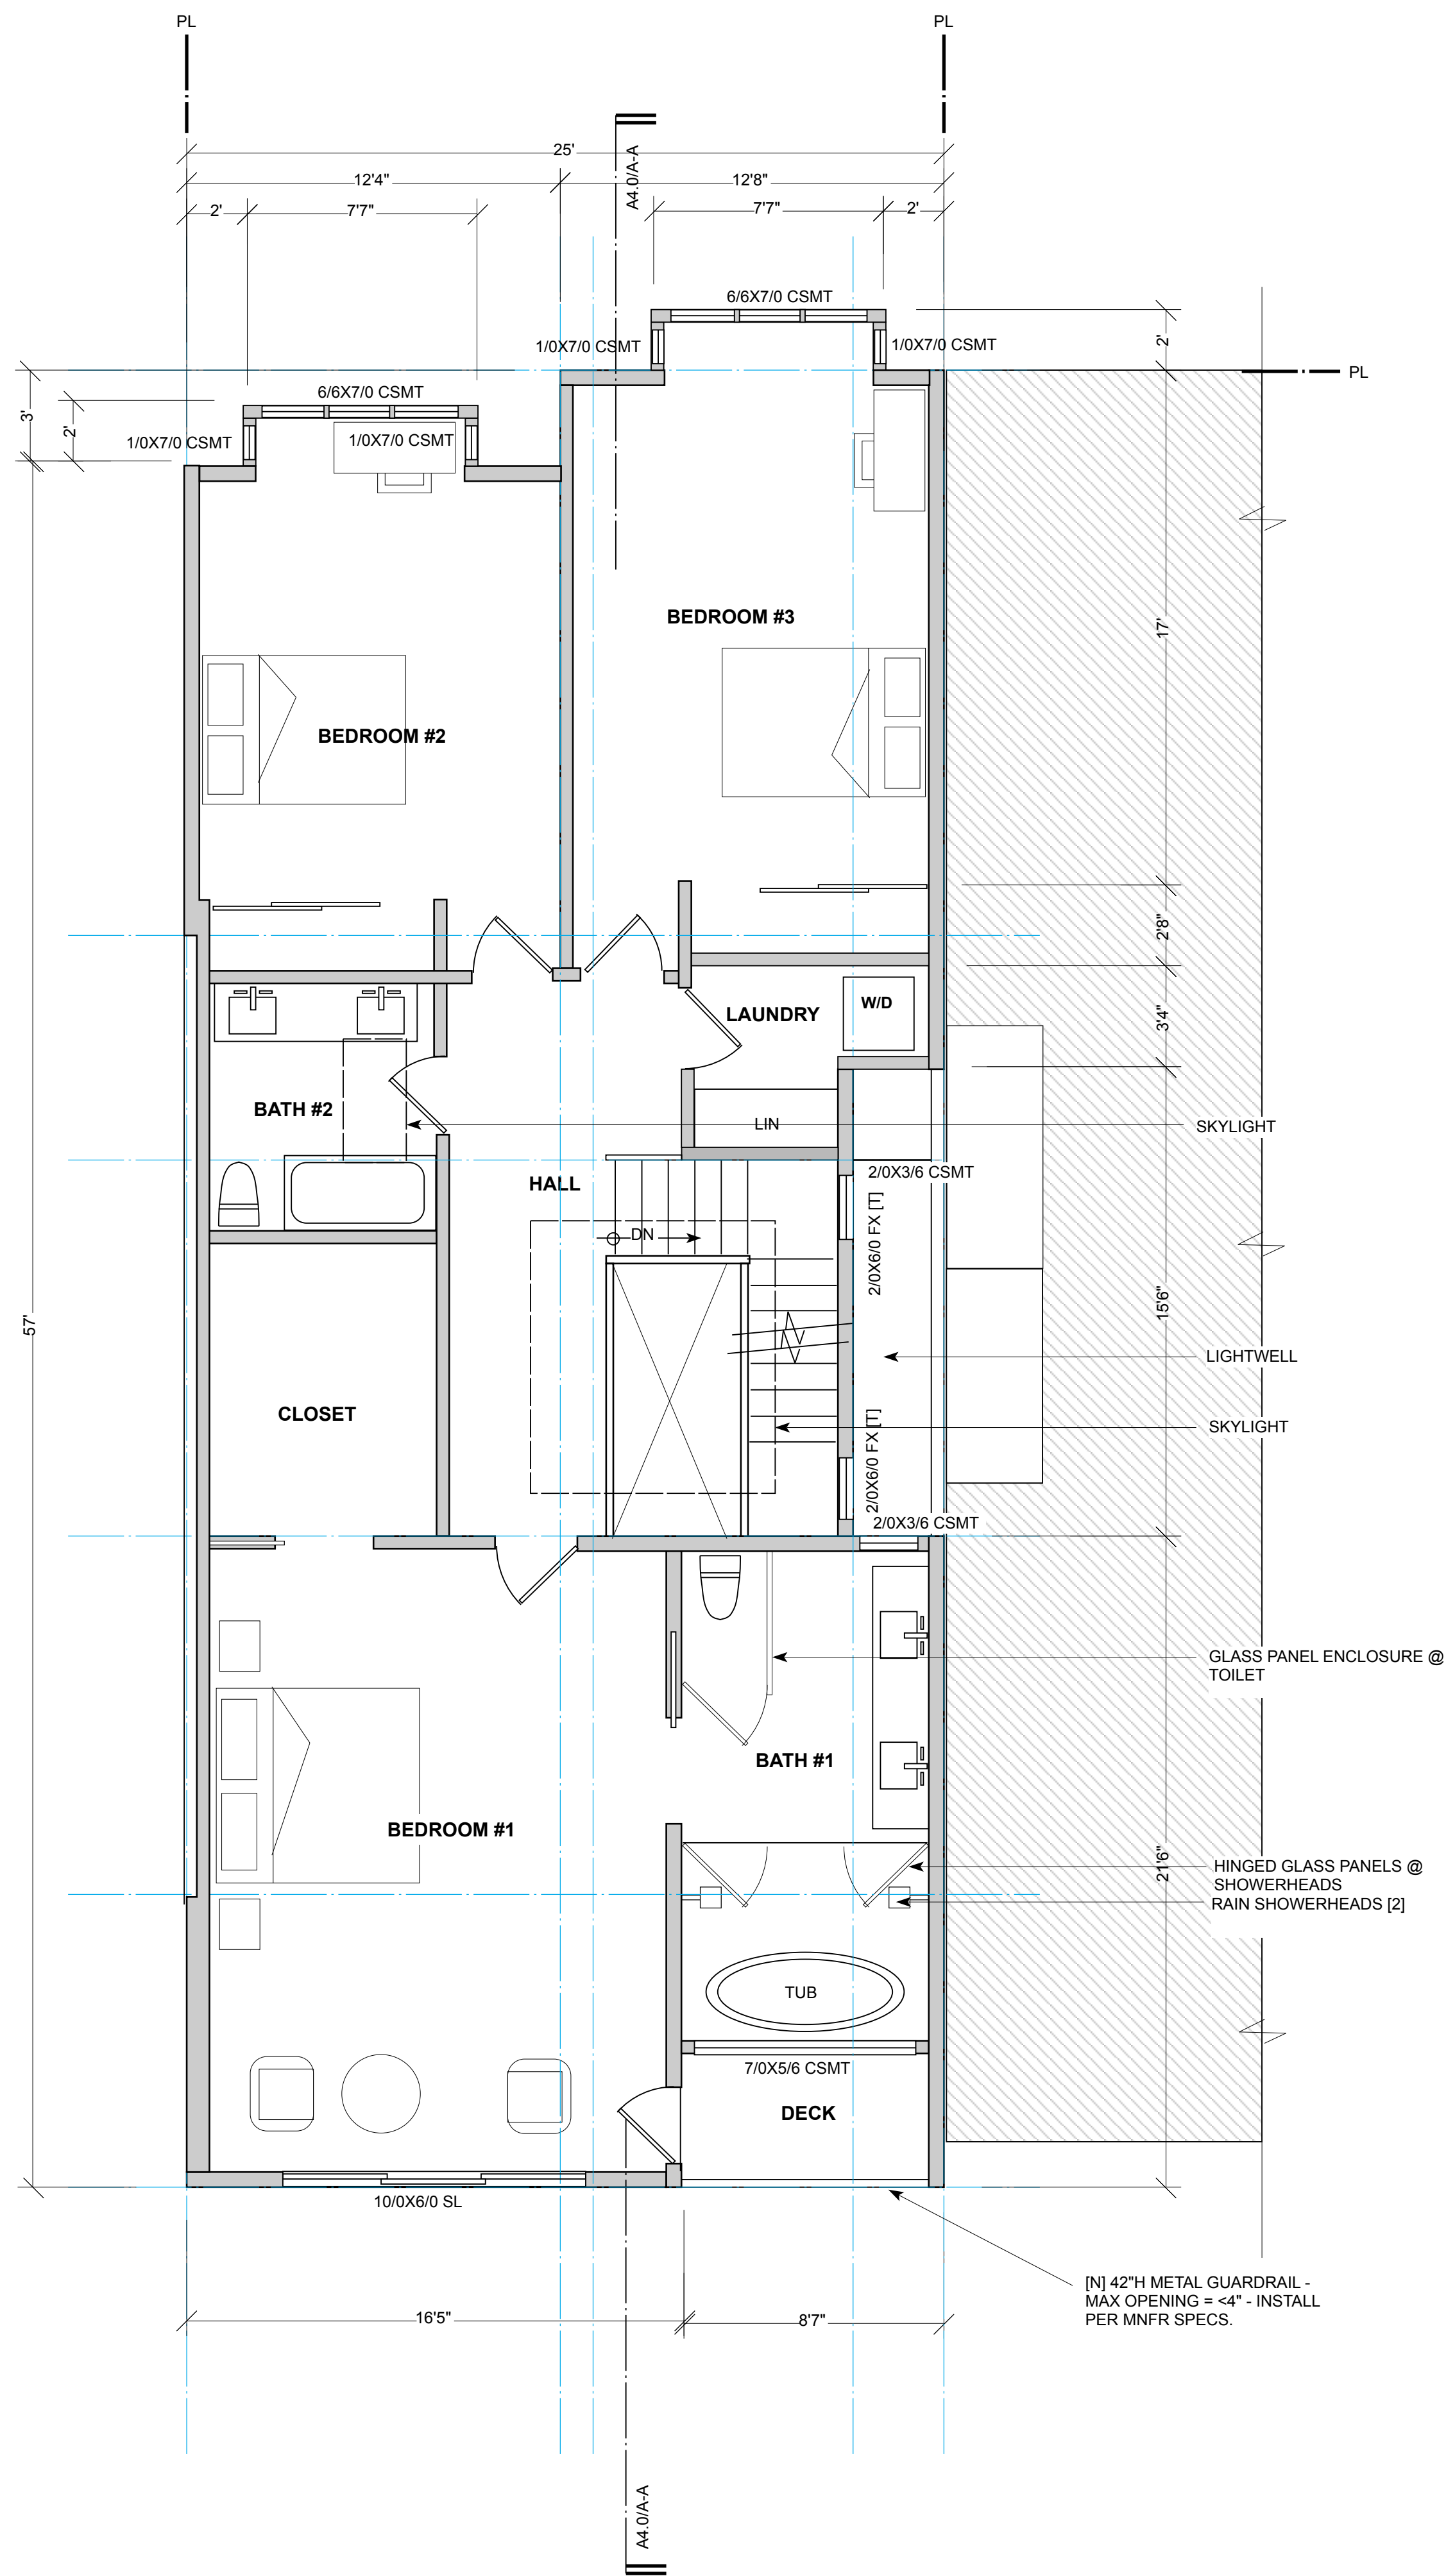 PL
PL
25'
A4.0/A-A
12'4"
12'8"
2'
7'7"
7'7"
2'
6/6X7/0 CSMT
1/0X7/0 CSMT
1/0X7/0 CSMT
2'
PL
6/6X7/0 CSMT
3'
2'
1/0X7/0 CSMT
1/0X7/0 CSMT
BEDROOM #3
17'
BEDROOM #2
2'8"
LAUNDRY
W/D
3'4"
BATH #2
LIN
SKYLIGHT
2/0X3/6 CSMT
HALL
DN
2/0X6/0 FX [T]
57'
15'6"
LIGHTWELL
CLOSET
SKYLIGHT
2/0X6/0 FX [T]
2/0X3/6 CSMT
GLASS PANEL ENCLOSURE @
TOILET
BATH #1
BEDROOM #1
21'6"
HINGED GLASS PANELS @
SHOWERHEADS
RAIN SHOWERHEADS [2]
TUB
7/0X5/6 CSMT
DECK
10/0X6/0 SL
[N] 42"H METAL GUARDRAIL -
MAX OPENING = <4" - INSTALL
PER MNFR SPECS.
16'5"
8'7"
A4.0/A-A